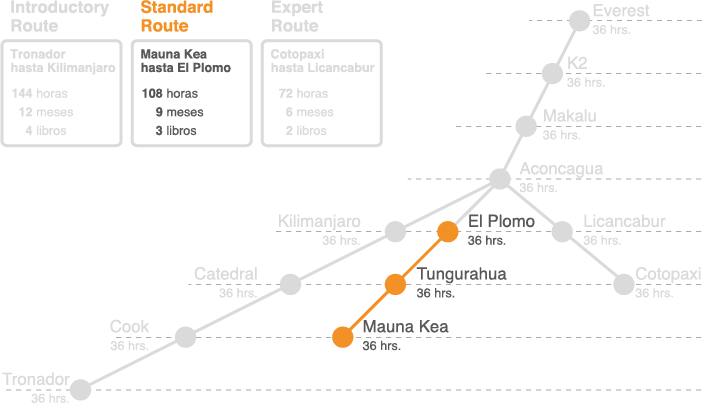 Introductory
Route
Tronador
hasta Kilimanjaro
144 horas
12 meses
4 libros
Standard
Route
Mauna Kea
hasta El Plomo
108 horas
9 meses
3 libros
Expert
Route
Cotopaxi
hasta Licancabur
72 horas
6 meses
2 libros
Everest
36 hrs.
K2
36 hrs.
Makalu
36 hrs.
Aconcagua
36 hrs.
Kilimanjaro
36 hrs.
El Plomo
36 hrs.
Licancabur
36 hrs.
Catedral
36 hrs.
Tungurahua
36 hrs.
Cotopaxi
36 hrs.
Cook
36 hrs.
Mauna Kea
36 hrs.
Tronador
36 hrs.